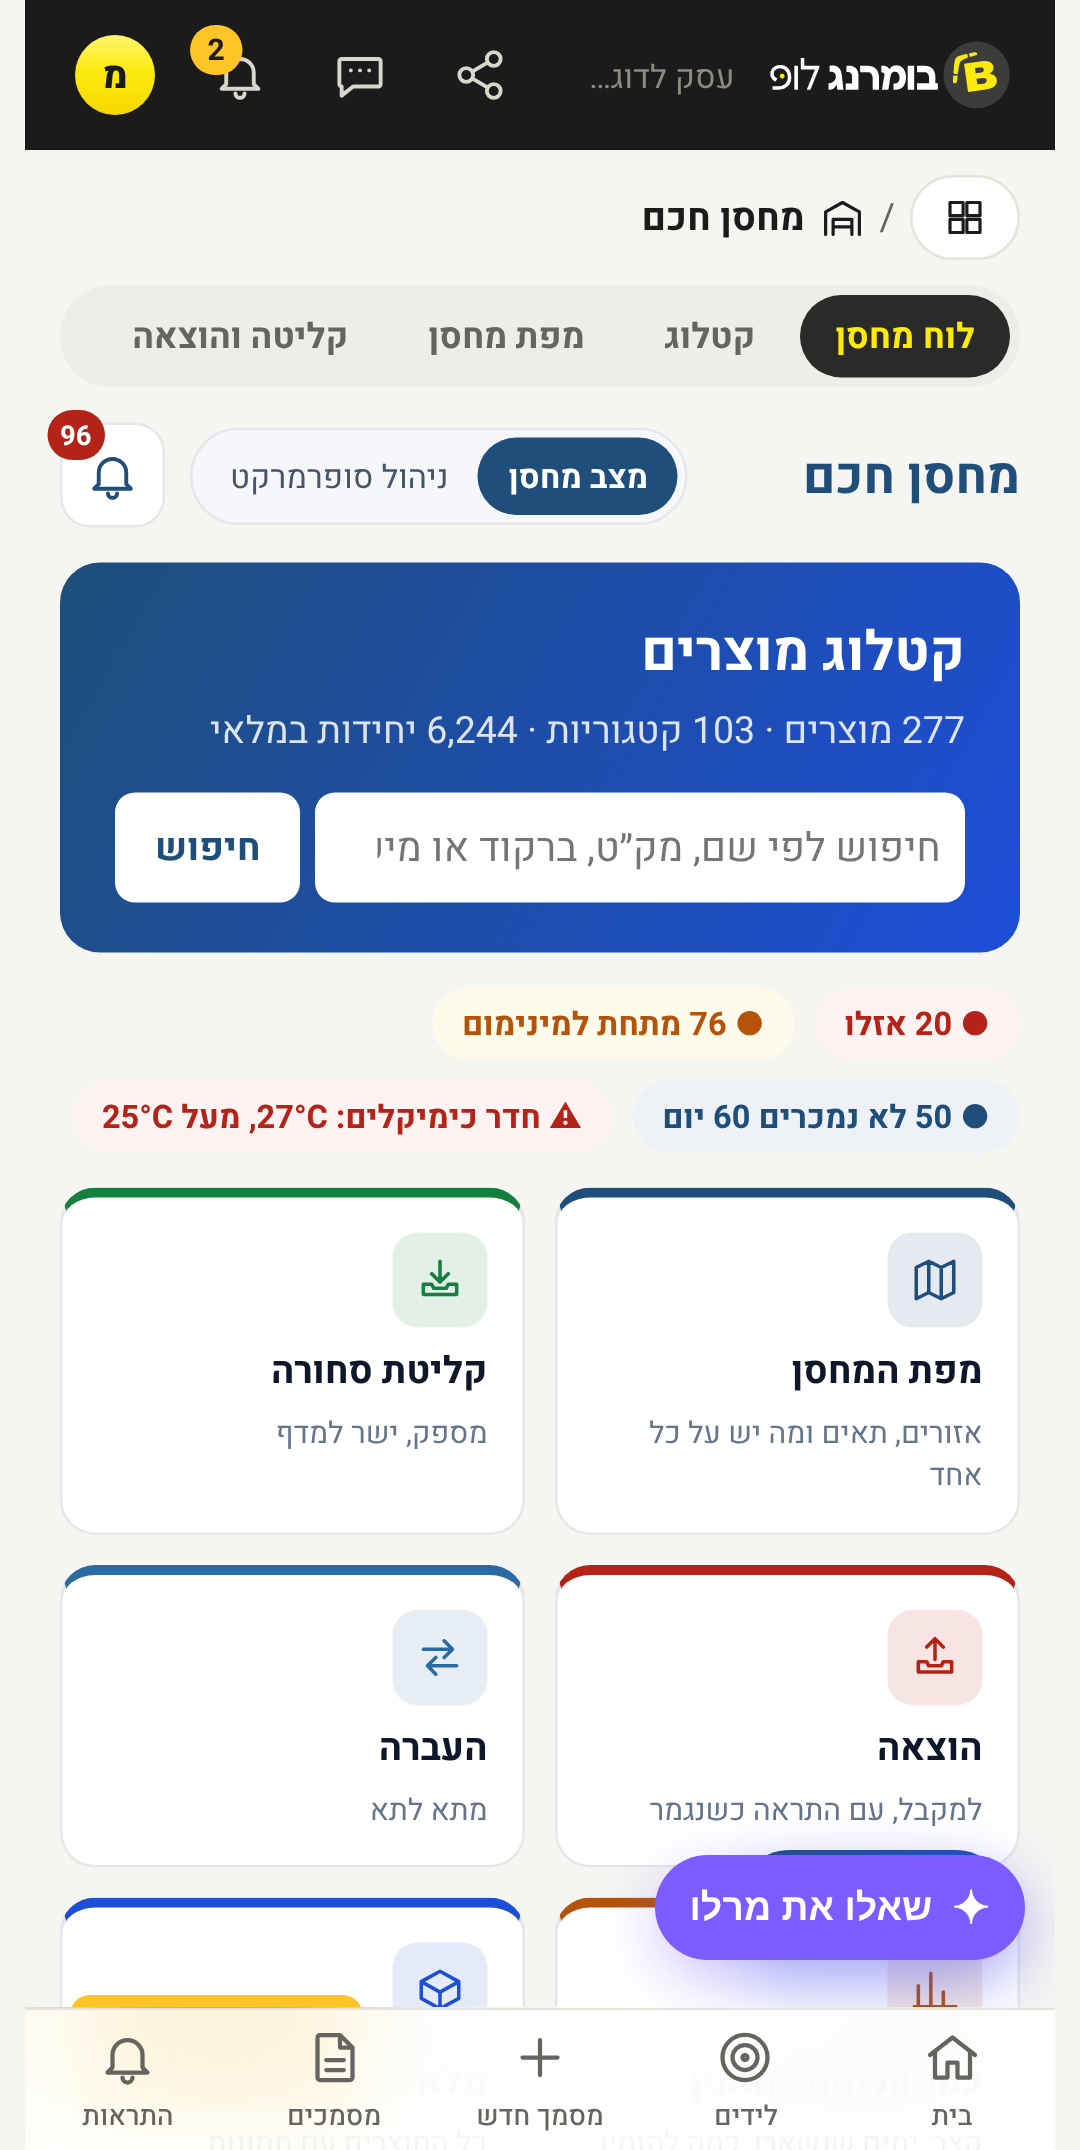 בומרנג לופ
עסק לדוג...
2
מ
/ מחסן חכם
לוח מחסן
קטלוג
מפת מחסן
קליטה והוצאה
מחסן חכם
מצב מחסן
ניהול סופרמרקט
96
קטלוג מוצרים
277 מוצרים · 103 קטגוריות · 6,244 יחידות במלאי
חיפוש לפי שם, מק״ט, ברקוד או
חיפוש
20 אזלו
76 מתחת למינימום
50 לא נמכרים 60 יום
חדר כימיקלים: 27°C, מעל 25°C
מפת המחסן
אזורים, תאים ומה יש על כל
אחד
קליטת סחורה
מספק, ישר למדף
הוצאה
למקבל, עם התראה כשנגמר
העברה
מתא לתא
שאלו את מרלו
בית
לידים
מסמך חדש
מסמכים
התראות